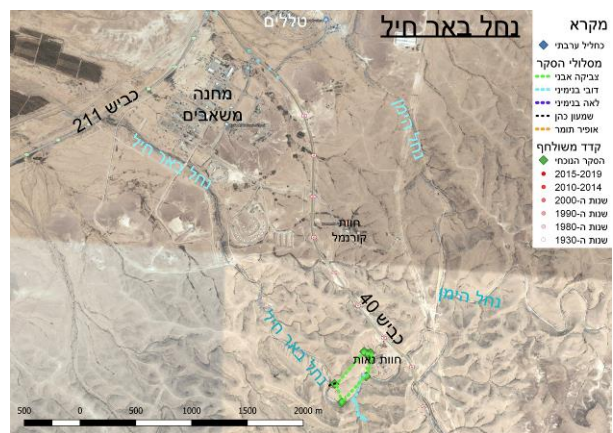 נחל באר חיל
טללים
מחנה
משאבים
כביש 211
נחל באר חיל
נחל הימן
חוות
קורנמל
נחל הימן
כביש 40
נחל באר חיל
חוות נאות
500 0 500 1000 1500 2000 m
מקרא
כחליל ערבתי
מסלולי הסקר
צביקה אבני
דובי בנימיני
לאה בנימיני
שמעון כהן
אופיר תומר
קדד משולחף
הסקר הנוכחי
2015-2019
2010-2014
שנות ה-2000
שנות ה-1990
שנות ה-1980
שנות ה-1930